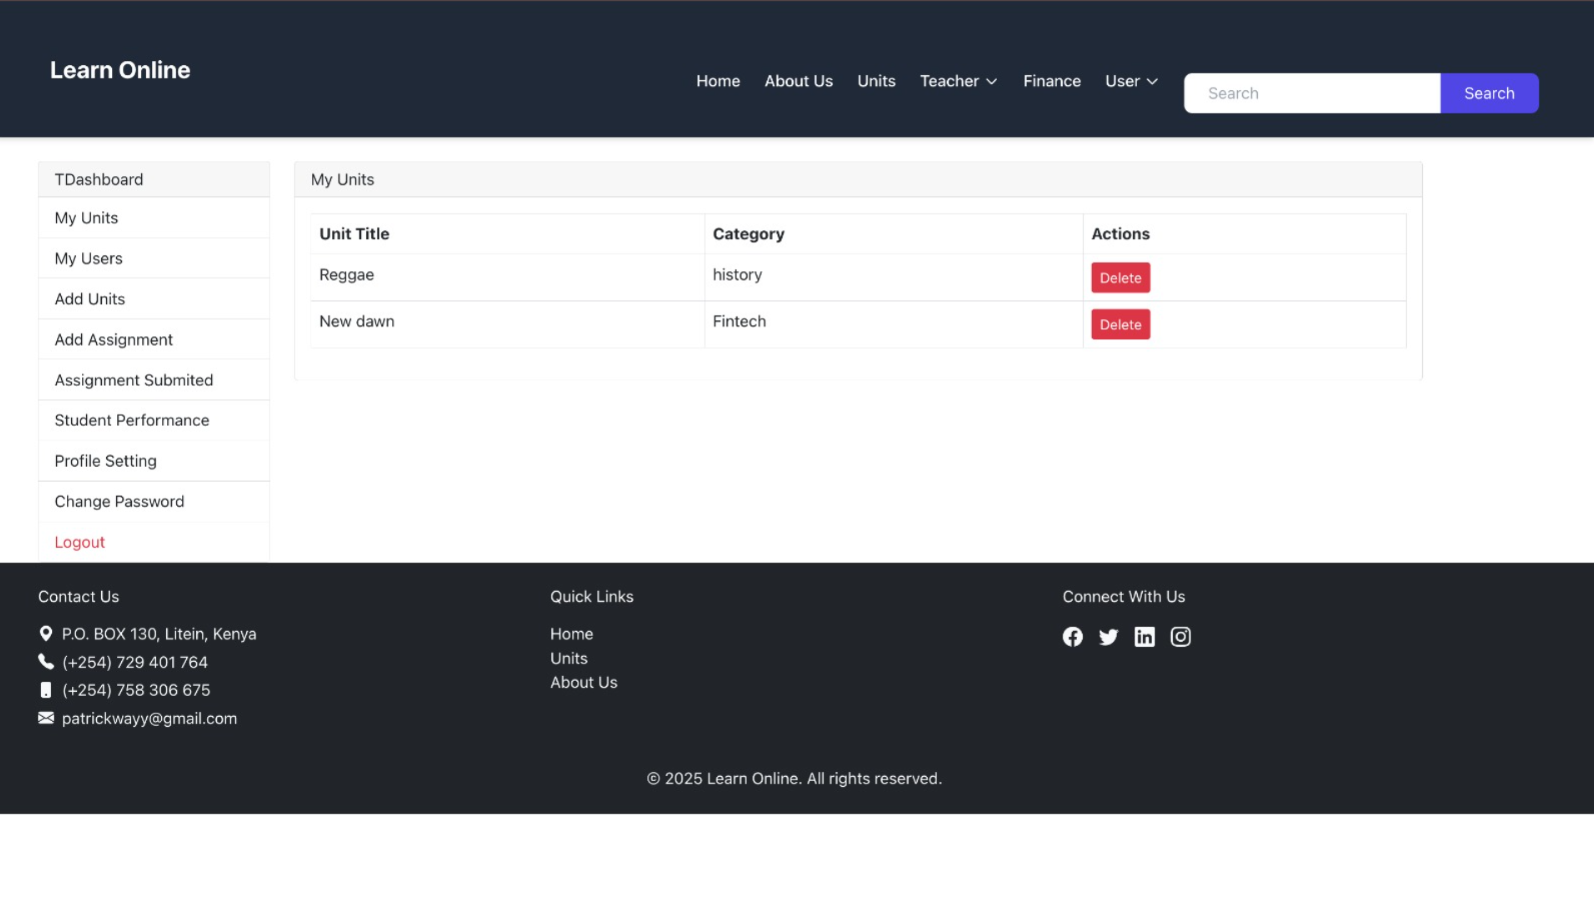 Learn Online
Home About Us Units Teacher Finance User Search Search
TDashboard
My Units
My Users
Add Units
Add Assignment
Assignment Submited
Student Performance
Profile Setting
Change Password
Logout
My Units
Unit Title Category Actions
Reggae history Delete
New dawn Fintech Delete
Contact Us
P.O. BOX 130, Litein, Kenya
(+254) 729 401 764
(+254) 758 306 675
patrickwayy@gmail.com
Quick Links
Home
Units
About Us
Connect With Us
© 2025 Learn Online. All rights reserved.